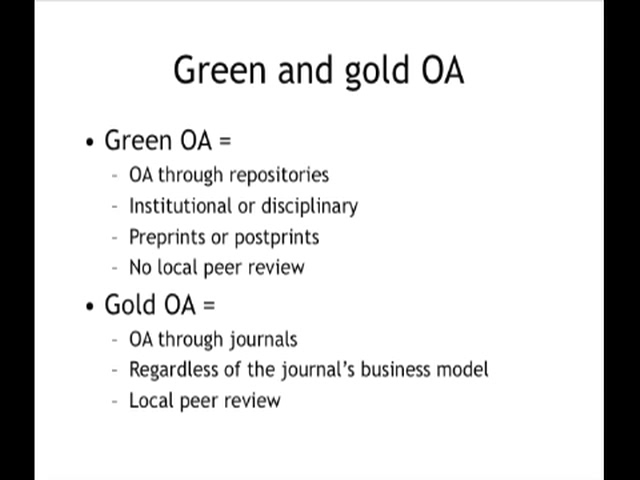 Green and gold OA
• Green OA =
- OA through repositories
- Institutional or disciplinary
- Preprints or postprints
- No local peer review
• Gold OA =
- OA through journals
- Regardless of the journal's business model
- Local peer review